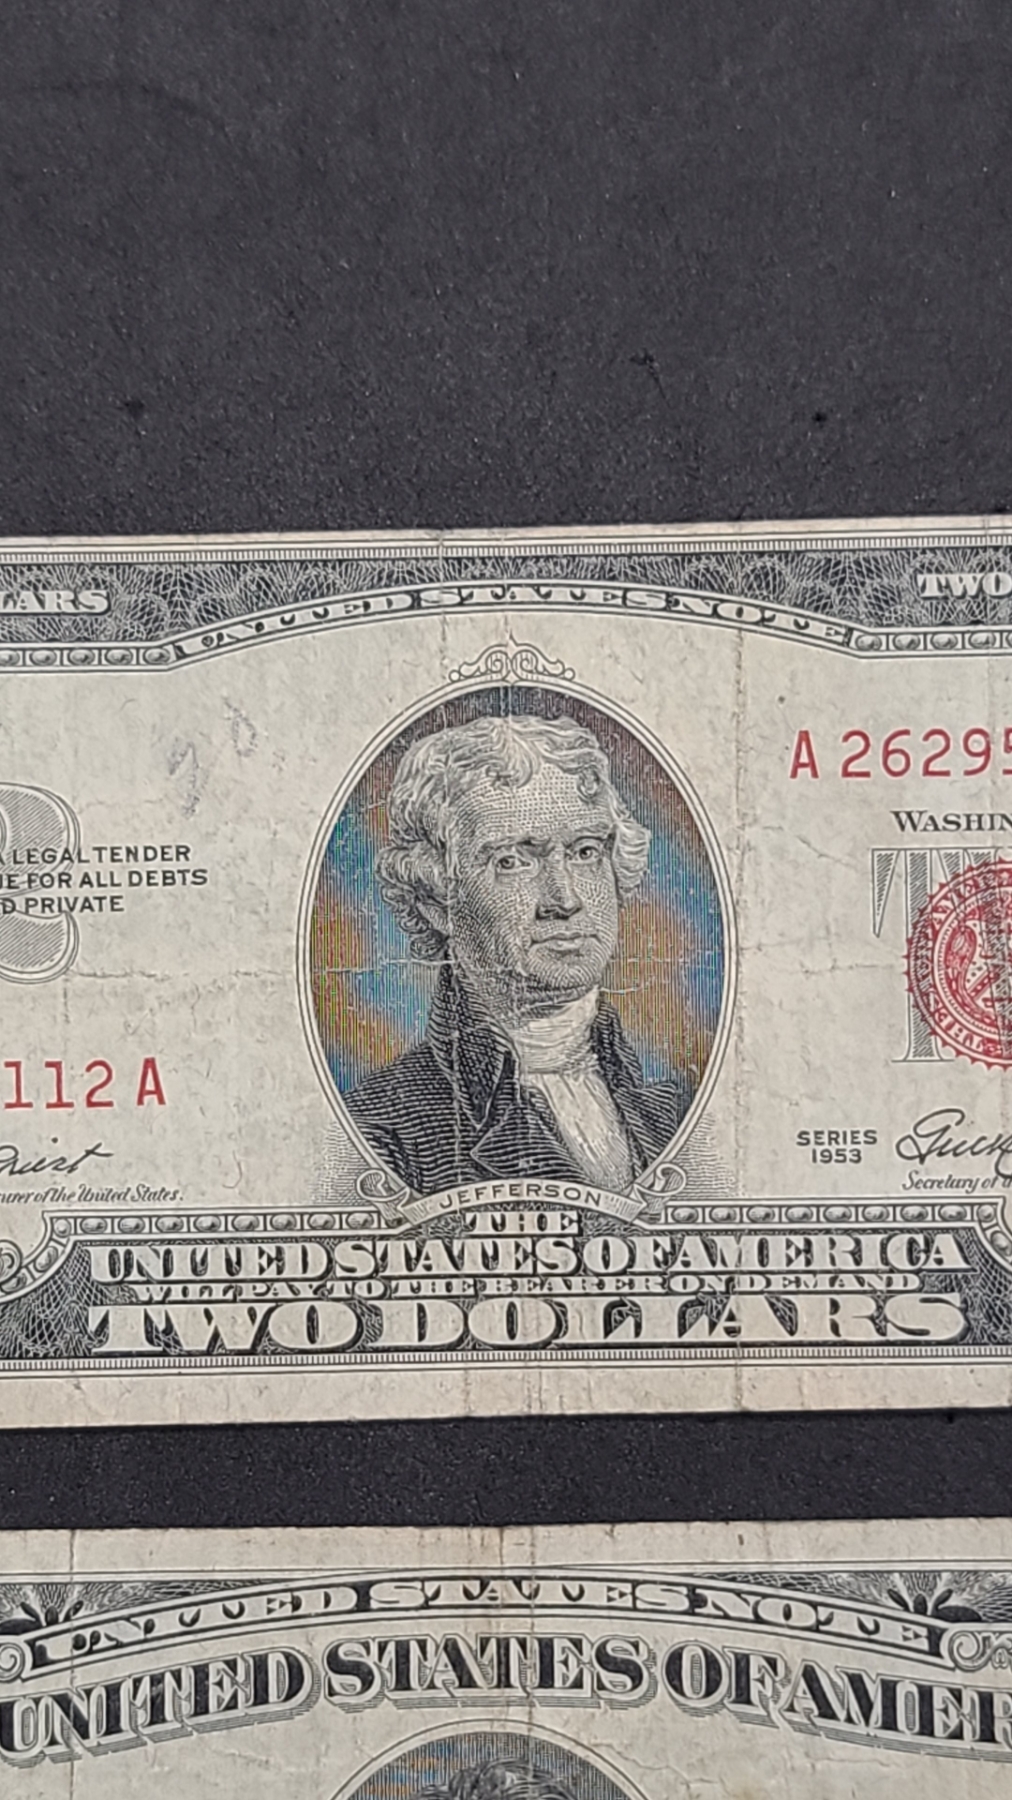 LARS
UNITED STATES NOTE
TWO
A 26295
WASHIN
LEGAL TENDER
E FOR ALL DEBTS
D PRIVATE
112 A
SERIES
1953
urer of the United States.
Secretary of
JEFFERSON
THE
UNITED STATES OF AMERICA
WILL PAY TO THE BEARER ON DEMAND
TWO DOLLARS
UNITED STATES NOTE
UNITED STATES OF AMER